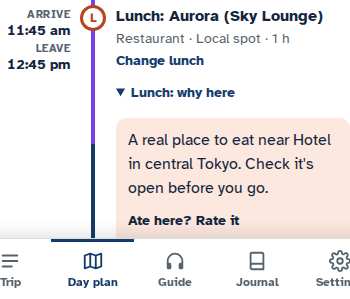 ARRIVE
11:45 am
LEAVE
12:45 pm
L
Lunch: Aurora (Sky Lounge)
Restaurant · Local spot · 1 h
Change lunch
▼ Lunch: why here
A real place to eat near Hotel
in central Tokyo. Check it's
open before you go.
Ate here? Rate it
Trip
Day plan
Guide
Journal
Settin